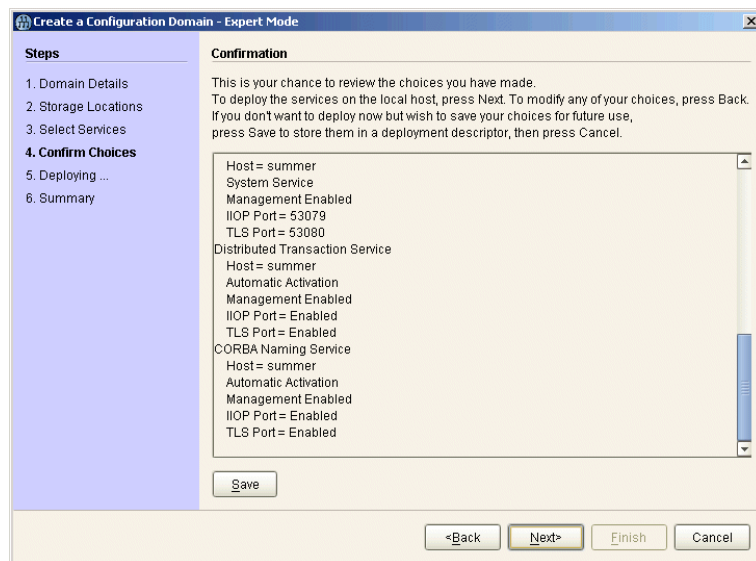 Create a Configuration Domain - Expert Mode
Steps
1. Domain Details
2. Storage Locations
3. Select Services
4. Confirm Choices
5. Deploying ...
6. Summary
Confirmation
This is your chance to review the choices you have made.
To deploy the services on the local host, press Next. To modify any of your choices, press Back.
If you don't want to deploy now but wish to save your choices for future use,
press Save to store them in a deployment descriptor, then press Cancel.
Host = summer
System Service
Management Enabled
IIOP Port = 53079
TLS Port = 53080
Distributed Transaction Service
Host = summer
Automatic Activation
Management Enabled
IIOP Port = Enabled
TLS Port = Enabled
CORBA Naming Service
Host = summer
Automatic Activation
Management Enabled
IIOP Port = Enabled
TLS Port = Enabled
Save
<Back Next> Finish Cancel